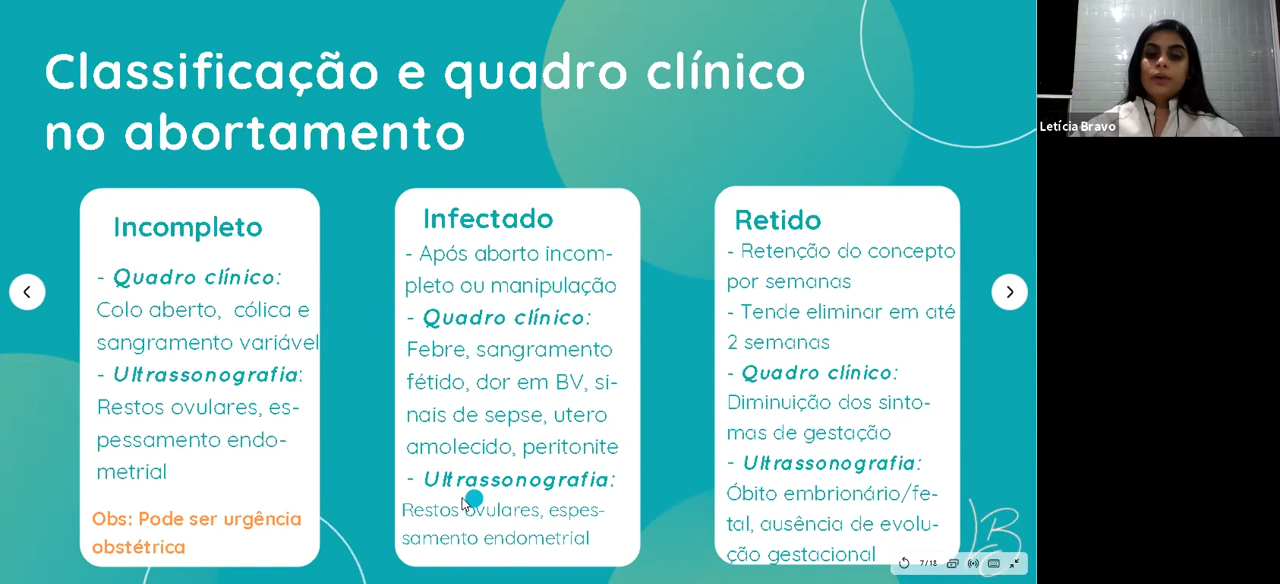 Classificação e quadro clínico
no abortamento
Incompleto
- Quadro clínico:
Colo aberto, cólica e
sangramento variável
- Ultrassonografia:
Restos ovulares, es-
pessamento endo-
metrial
Obs: Pode ser urgência
obstétrica
Infectado
- Após aborto incom-
pleto ou manipulação
- Quadro clínico:
Febre, sangramento
fétido, dor em BV, si-
nais de sepse, utero
amolecido, peritonite
- Ultrassonografia:
Restos ovulares, espes-
samento endometrial
Retido
- Retenção do concepto
por semanas
- Tende eliminar em até
2 semanas
- Quadro clínico:
Diminuição dos sinto-
mas de gestação
- Ultrassonografia:
Óbito embrionário/fe-
tal, ausência de evolu-
ção gestacional
LB
7/18
Letícia Bravo